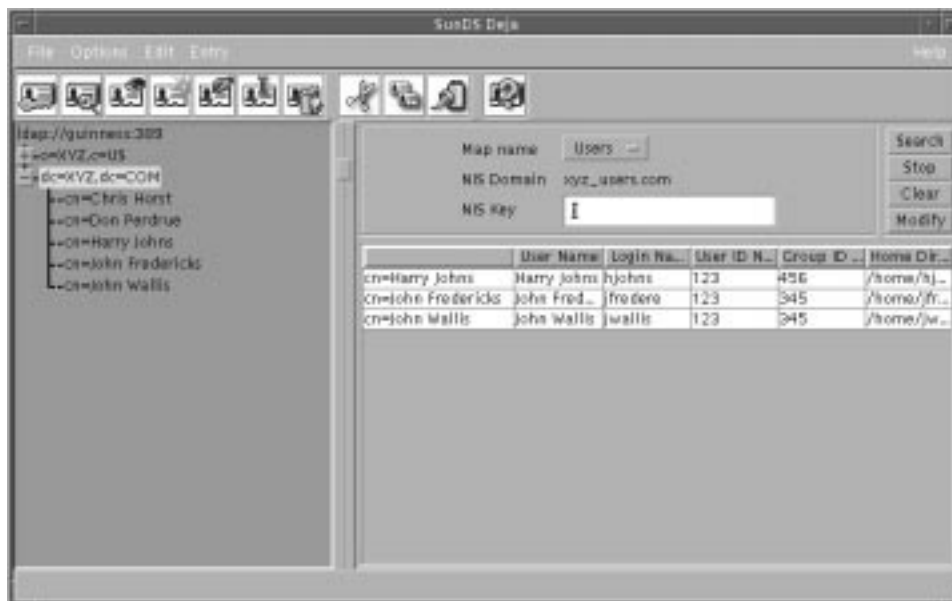 SunDS Deja
File Options Edit Entry Help
ldap://guinness:389
o=XYZ,c=US
dc=XYZ,dc=COM
cn=Chris Horst
cn=Don Perdrue
cn=Harry Johns
cn=John Fredericks
cn=John Wallis
Map name Users
NIS Domain xyz_users.com
NIS Key
Search
Stop
Clear
Modify
User Name Login Na... User ID N... Group ID ... Home Dir...
cn=Harry Johns Harry Johns hjohns 123 456 /home/hj...
cn=John Fredericks John Fred... jfredere 123 345 /home/jfr...
cn=John Wallis John Wallis jwallis 123 345 /home/jw...